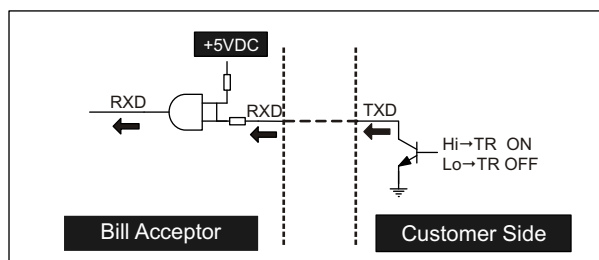 +5VDC
RXD
RXD
TXD
Hi→TR ON
Lo→TR OFF
Bill Acceptor
Customer Side